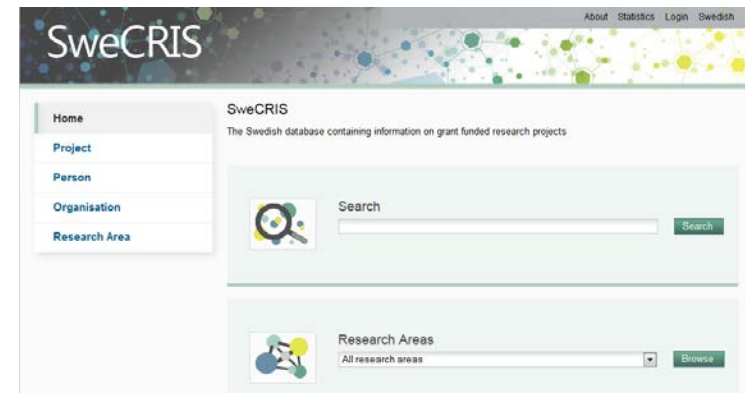 About Statistics Login Swedish
SweCRIS
Home
Project
Person
Organisation
Research Area
SweCRIS
The Swedish database containing information on grant funded research projects
Search
Search
Research Areas
All research areas
Browse